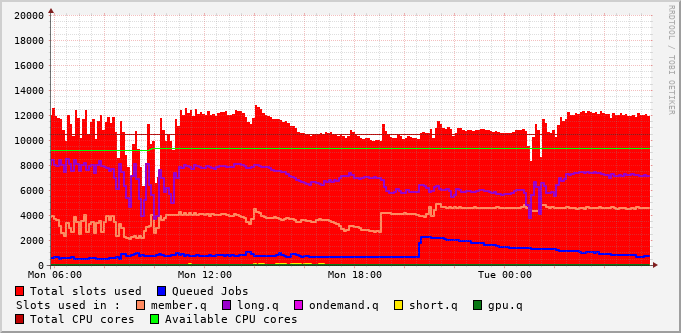 20000
18000
16000
14000
12000
10000
8000
6000
4000
2000
0
Mon 06:00 Mon 12:00 Mon 18:00 Tue 00:00
Total slots used Queued Jobs
Slots used in : member.q long.q ondemand.q short.q gpu.q
Total CPU cores Available CPU cores
RRDTOOL / TOBI OETIKER